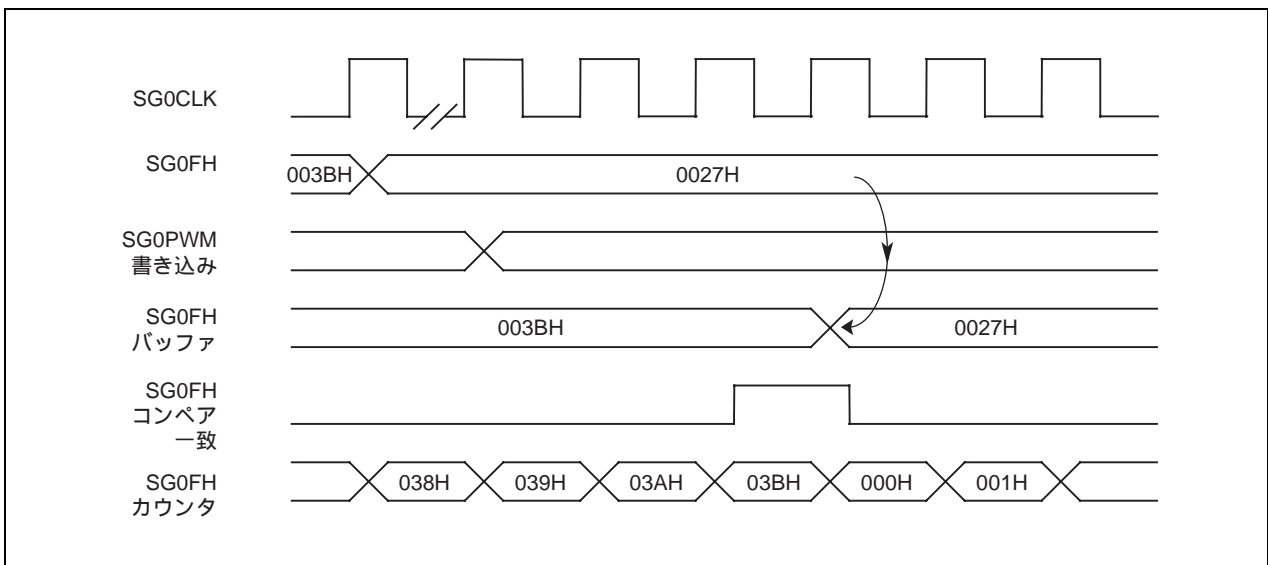 SG0CLK
SG0FH
003BH
0027H
SG0PWM
書き込み
SG0FH
バッファ
003BH
0027H
SG0FH
コンペア
一致
SG0FH
カウンタ
038H
039H
03AH
03BH
000H
001H